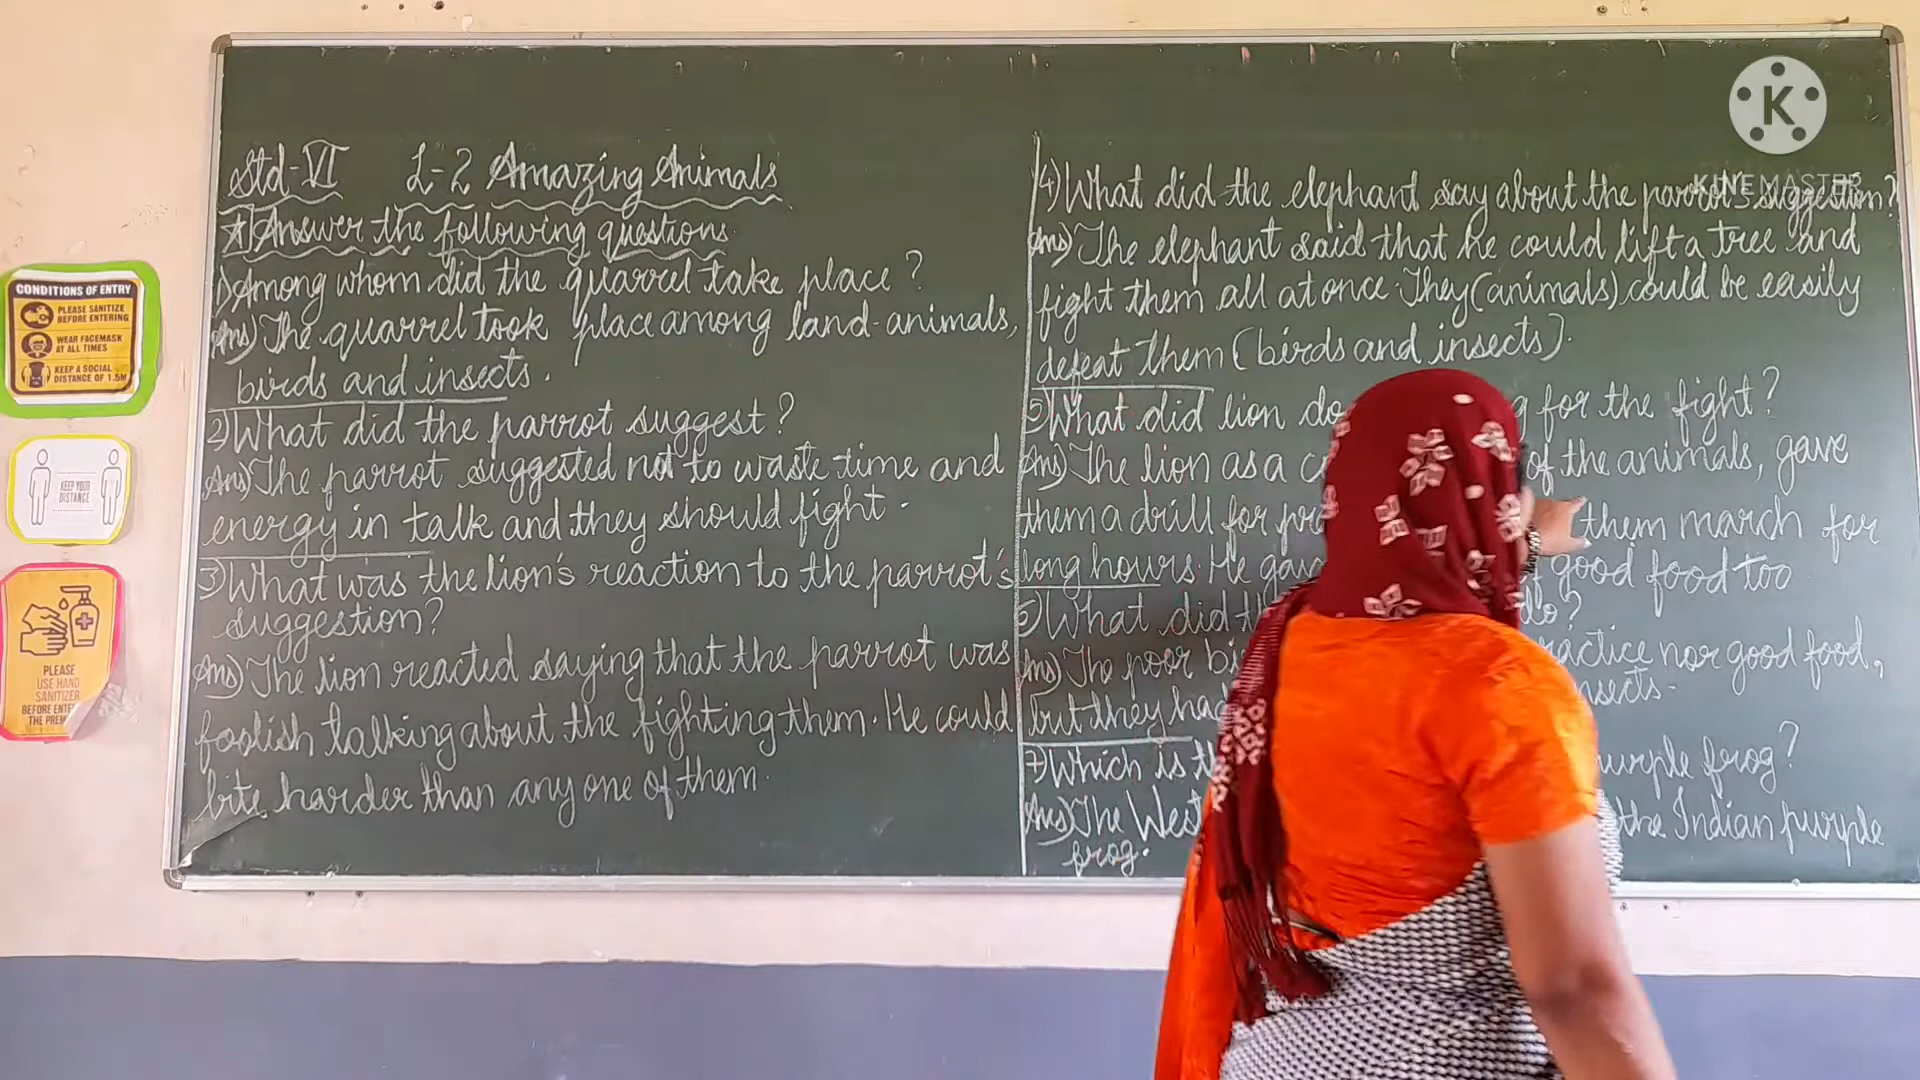 Std-VI L-2 Amazing Animals
*] Answer the following questions
1) Among whom did the quarrel take place?
Ans) The quarrel took place among land-animals,
birds and insects.
2) What did the parrot suggest?
Ans) The parrot suggested not to waste time and
energy in talk and they should fight.
3) What was the lion's reaction to the parrot's
suggestion?
Ans) The lion reacted saying that the parrot was
foolish talking about the fighting them. He could
bite harder than any one of them.
4) What did the elephant say about the parrot's suggestion?
Ans) The elephant said that he could lift a tree and
fight them all at once. They (animals) could be easily
defeat them (birds and insects).
5) What did lion do for the fight?
Ans) The lion as a of the animals, gave
them a drill for them march for
long hours. He good food too
6) What did do?
Ans) The poor nor good food,
but they
7) Which is frog?
Ans) The the Indian purple
frog.
CONDITIONS OF ENTRY
PLEASE SANITIZE
BEFORE ENTERING
WEAR FACEMASK
AT ALL TIMES
KEEP A SOCIAL
DISTANCE OF 1.5M
KEEP YOUR
DISTANCE
PLEASE
USE HAND
SANITIZER
BEFORE
THE
K
KINEMASTER